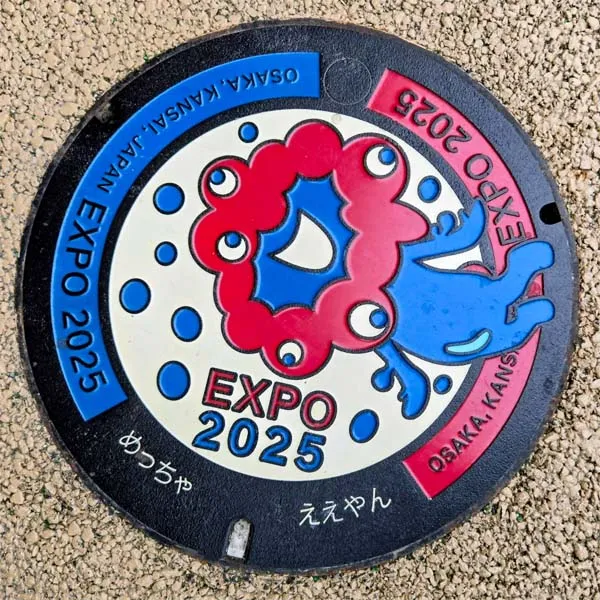 OSAKA, KANSAI, JAPAN EXPO 2025
OSAKA, KANS
EXPO 2025
EXPO
2025
めっちゃ
ええやん